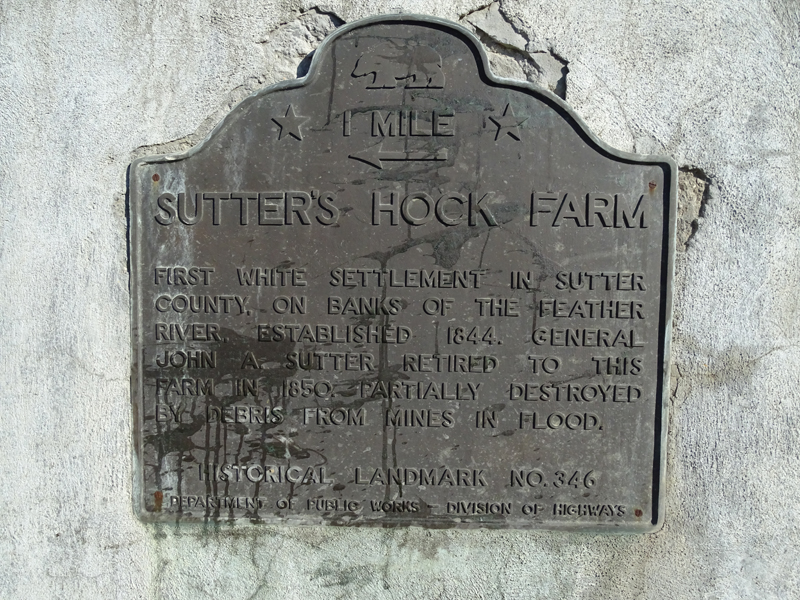 1 MILE
SUTTER'S HOCK FARM
FIRST WHITE SETTLEMENT IN SUTTER
COUNTY, ON BANKS OF THE FEATHER
RIVER. ESTABLISHED 1844. GENERAL
JOHN A. SUTTER RETIRED TO THIS
FARM IN 1850. PARTIALLY DESTROYED
BY DEBRIS FROM MINES IN FLOOD.
HISTORICAL LANDMARK NO. 346
DEPARTMENT OF PUBLIC WORKS - DIVISION OF HIGHWAYS